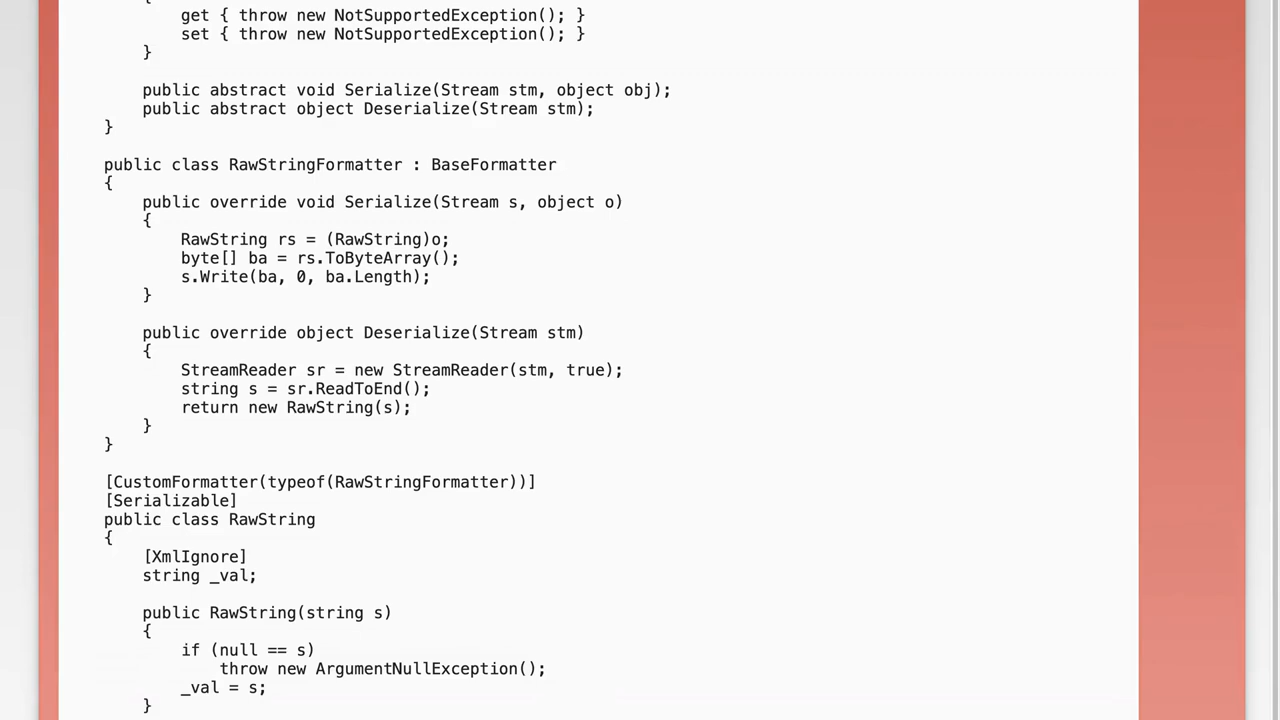 get { throw new NotSupportedException(); }
set { throw new NotSupportedException(); }
}
public abstract void Serialize(Stream stm, object obj);
public abstract object Deserialize(Stream stm);
}
public class RawStringFormatter : BaseFormatter
{
public override void Serialize(Stream s, object o)
{
RawString rs = (RawString)o;
byte[] ba = rs.ToByteArray();
s.Write(ba, 0, ba.Length);
}
public override object Deserialize(Stream stm)
{
StreamReader sr = new StreamReader(stm, true);
string s = sr.ReadToEnd();
return new RawString(s);
}
}
[CustomFormatter(typeof(RawStringFormatter))]
[Serializable]
public class RawString
{
[XmlIgnore]
string _val;
public RawString(string s)
{
if (null == s)
throw new ArgumentNullException();
_val = s;
}